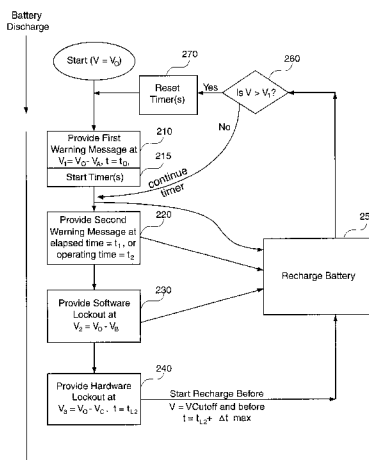 Battery
Discharge
270
260
Start (V = V0)
Reset
Timer(s)
Yes
Is V > V1?
No
210
Provide First
Warning Message at
V1= V0- VA, t = t0,
215
Start Timer(s)
continue
timer
220
Provide Second
Warning Message at
elapsed time = t1, or
operating time = t2
25
Recharge Battery
230
Provide Software
Lockout at
V2 = V0 - VB
240
Provide Hardware
Lockout at
V3 = V0 - VC, t = tL2
Start Recharge Before
V = VCutoff and before
t = tL2+ Δt max